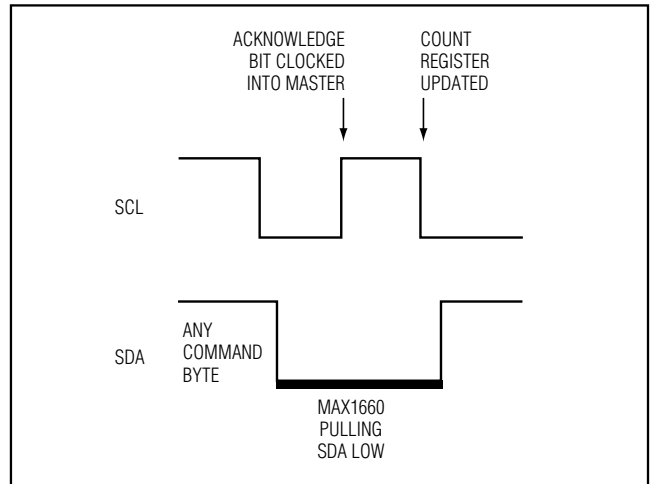 ACKNOWLEDGE
BIT CLOCKED
INTO MASTER
COUNT
REGISTER
UPDATED
SCL
SDA
ANY
COMMAND
BYTE
MAX1660
PULLING
SDA LOW